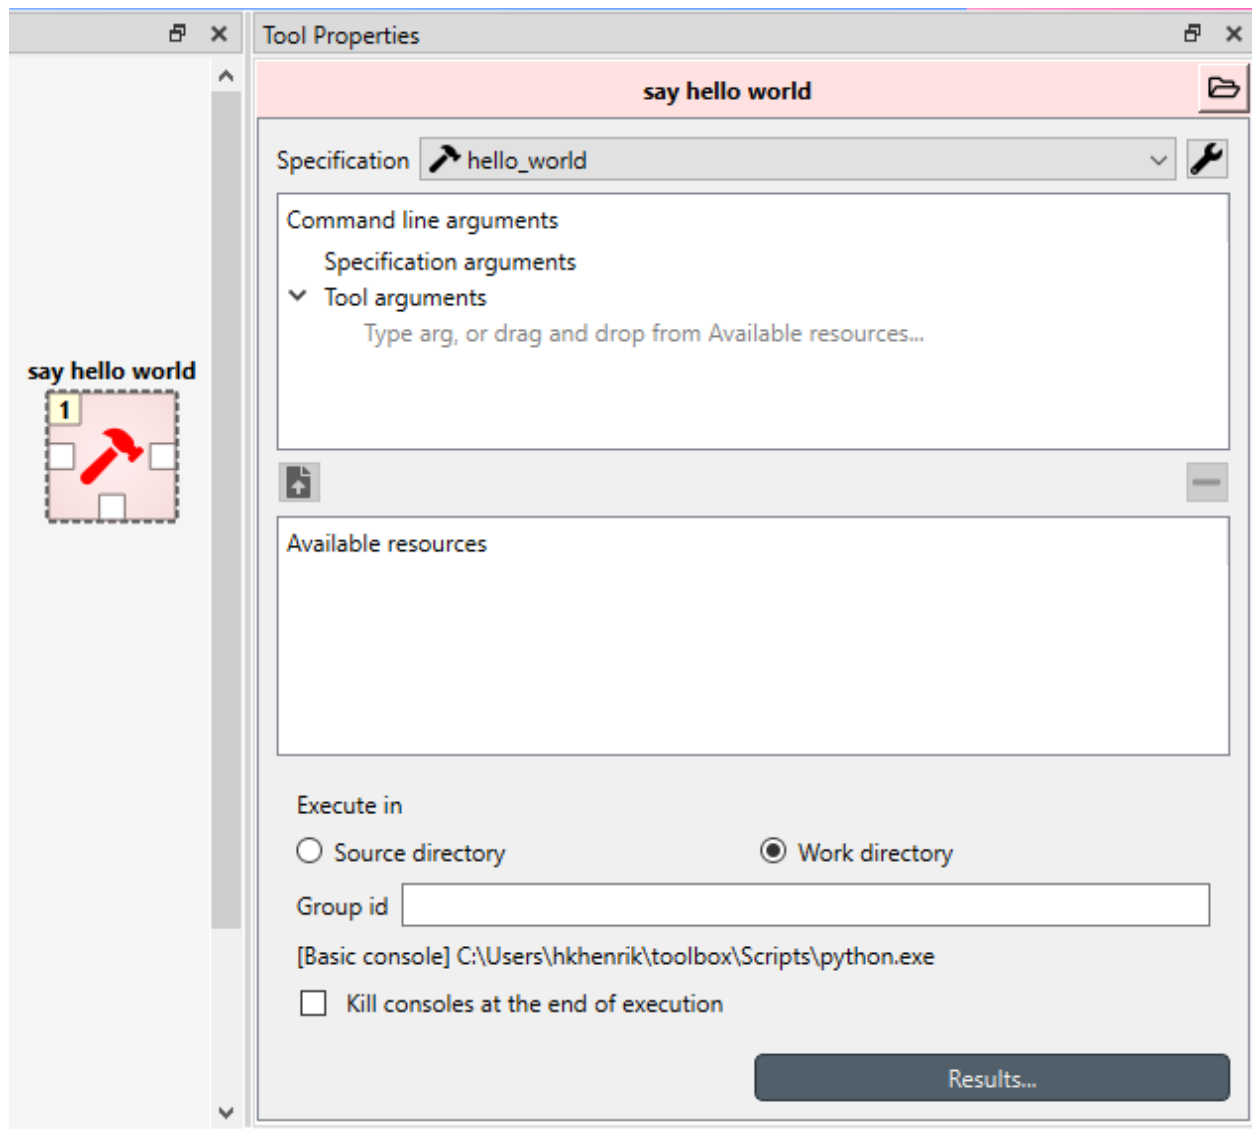 Tool Properties
say hello world
Specification hello_world
Command line arguments
Specification arguments
Tool arguments
Type arg, or drag and drop from Available resources...
say hello world
1
Available resources
Execute in
Source directory Work directory
Group id
[Basic console] C:\Users\hkhenrik\toolbox\Scripts\python.exe
Kill consoles at the end of execution
Results...